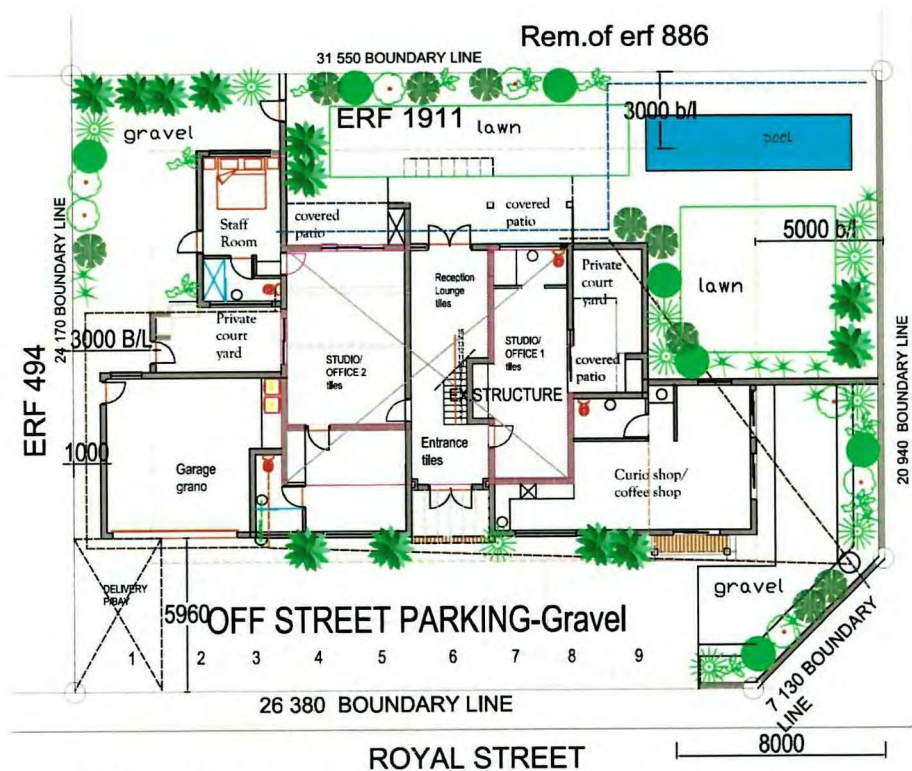 Rem.of erf 886
31 550 BOUNDARY LINE
3000 b/l
ERF 1911
lawn
gravel
pool
24 170 BOUNDARY LINE
Staff
Room
covered
patio
covered
patio
5000 b/l
Private
court
yard
lawn
Reception
Lounge
tiles
Private
court
yard
3000 B/L
STUDIO/
OFFICE 2
tiles
STUDIO/
OFFICE 1
tiles
covered
patio
EX.STRUCTURE
ERF 494
20 940 BOUNDARY LINE
1000
Garage
grano
Entrance
tiles
Curio shop/
coffee shop
DELIVERY
P/BAY
5960
OFF STREET PARKING-Gravel
gravel
1 2 3 4 5 6 7 8 9
7 130 BOUNDARY
LINE
26 380 BOUNDARY LINE
ROYAL STREET
8000